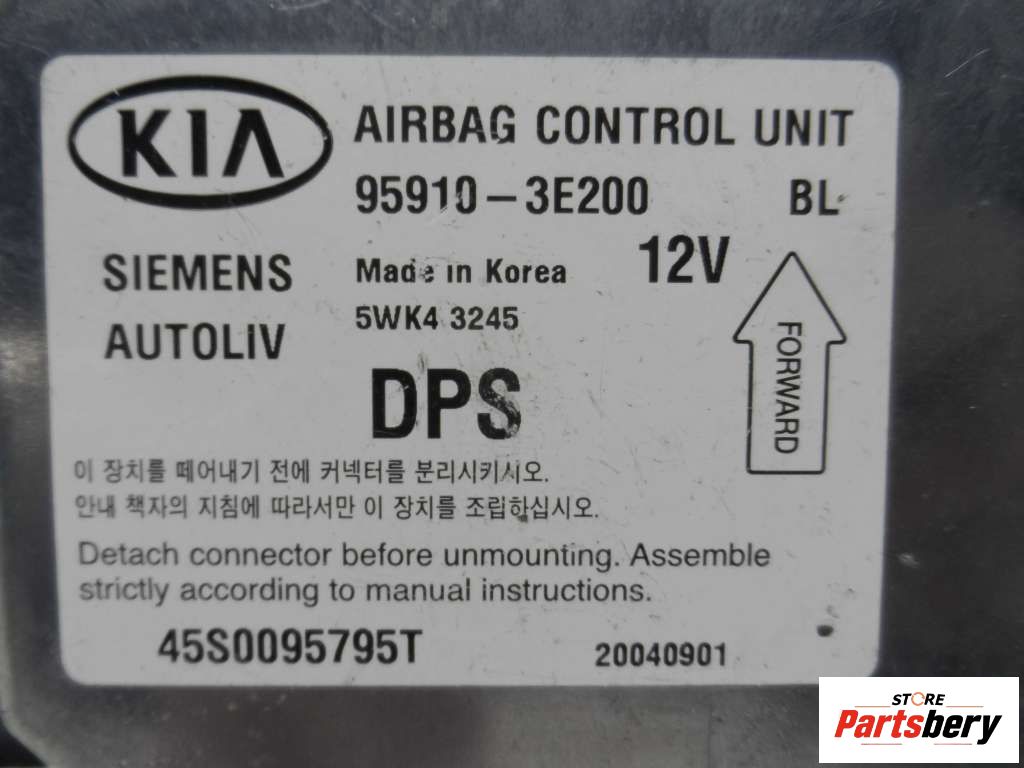 KIA
AIRBAG CONTROL UNIT
95910-3E200 BL
SIEMENS
AUTOLIV
Made in Korea 12V
5WK4 3245
DPS
FORWARD
이 장치를 떼어내기 전에 커넥터를 분리시키시오.
안내 책자의 지침에 따라서만 이 장치를 조립하십시오.
Detach connector before unmounting. Assemble
strictly according to manual instructions.
45S0095795T 20040901
STORE
Partsbery